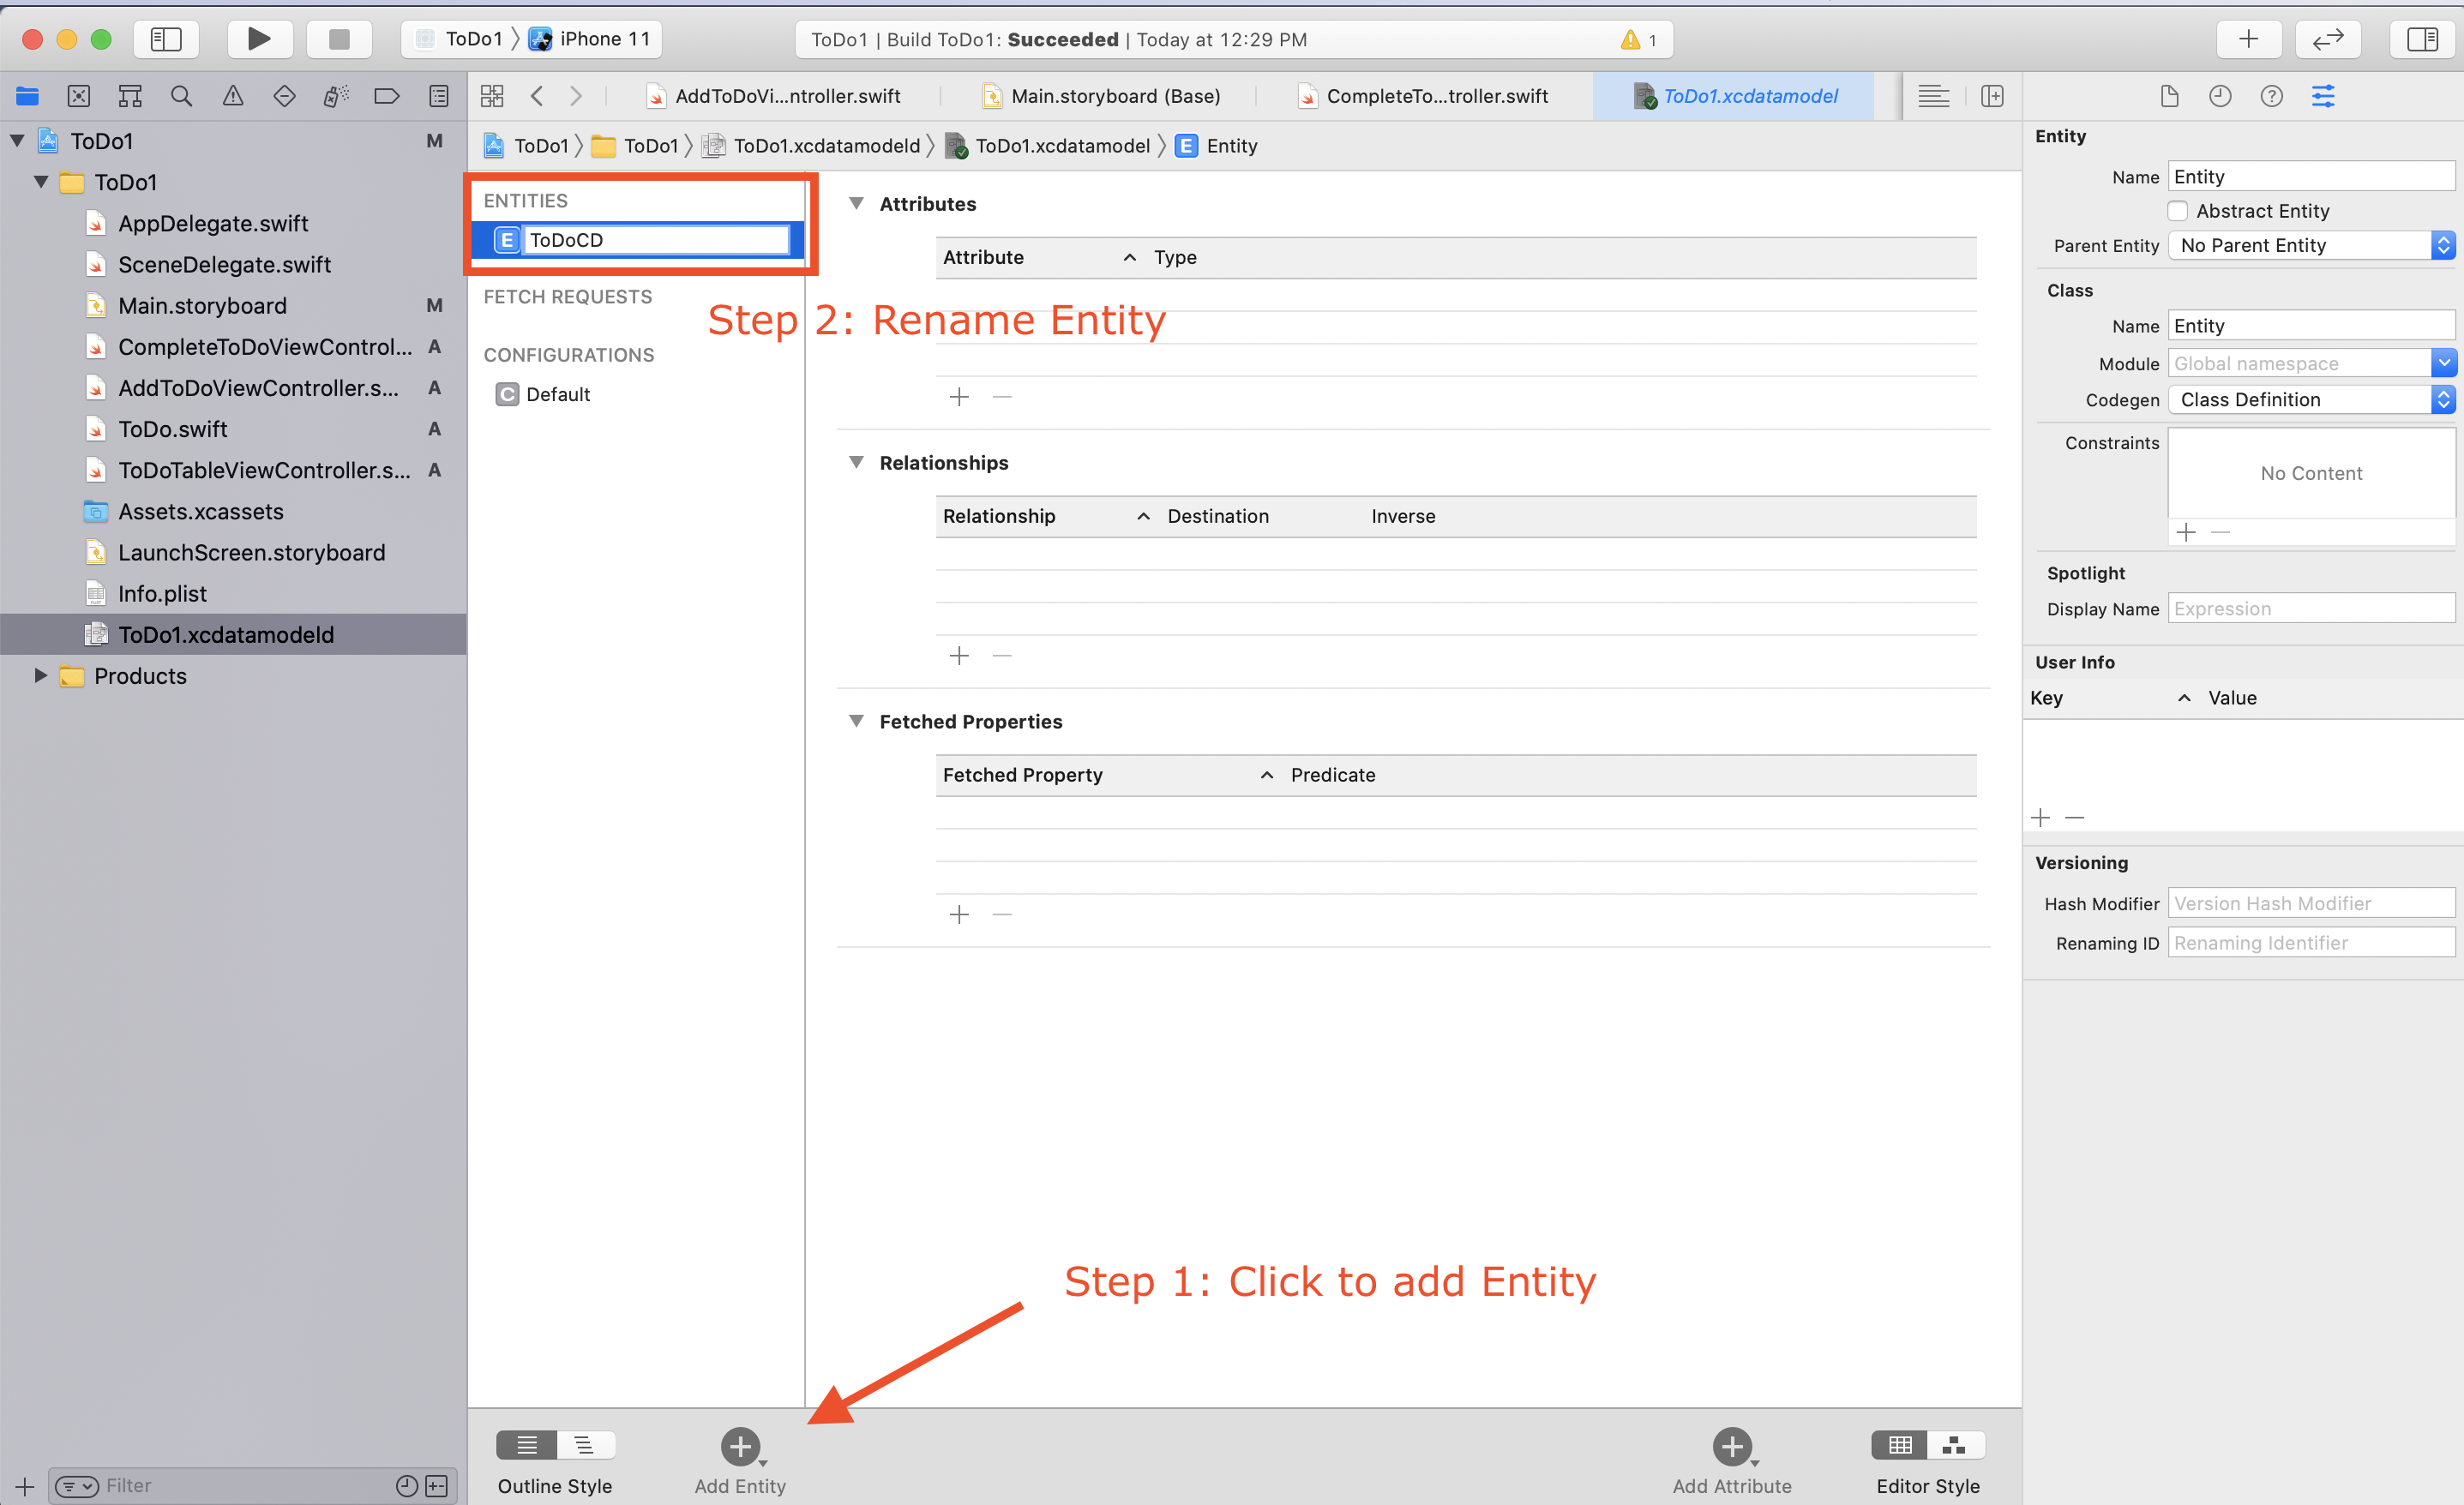 ToDo1 iPhone 11
ToDo1 | Build ToDo1: Succeeded | Today at 12:29 PM
1
AddToDoVi...ntroller.swift
Main.storyboard (Base)
CompleteTo...troller.swift
ToDo1.xcdatamodel
ToDo1 M
ToDo1
AppDelegate.swift
SceneDelegate.swift
Main.storyboard M
CompleteToDoViewControl... A
AddToDoViewController.s... A
ToDo.swift A
ToDoTableViewController.s... A
Assets.xcassets
LaunchScreen.storyboard
Info.plist
ToDo1.xcdatamodeld
Products
Filter
ToDo1 ToDo1 ToDo1.xcdatamodeld ToDo1.xcdatamodel E Entity
ENTITIES
E ToDoCD
FETCH REQUESTS
CONFIGURATIONS
C Default
Step 2: Rename Entity
Attributes
Attribute Type
Relationships
Relationship Destination Inverse
Fetched Properties
Fetched Property Predicate
Step 1: Click to add Entity
Outline Style
Add Entity
Add Attribute
Editor Style
Entity
Name Entity
Abstract Entity
Parent Entity No Parent Entity
Class
Name Entity
Module Global namespace
Codegen Class Definition
Constraints
No Content
Spotlight
Display Name Expression
User Info
Key Value
Versioning
Hash Modifier Version Hash Modifier
Renaming ID Renaming Identifier